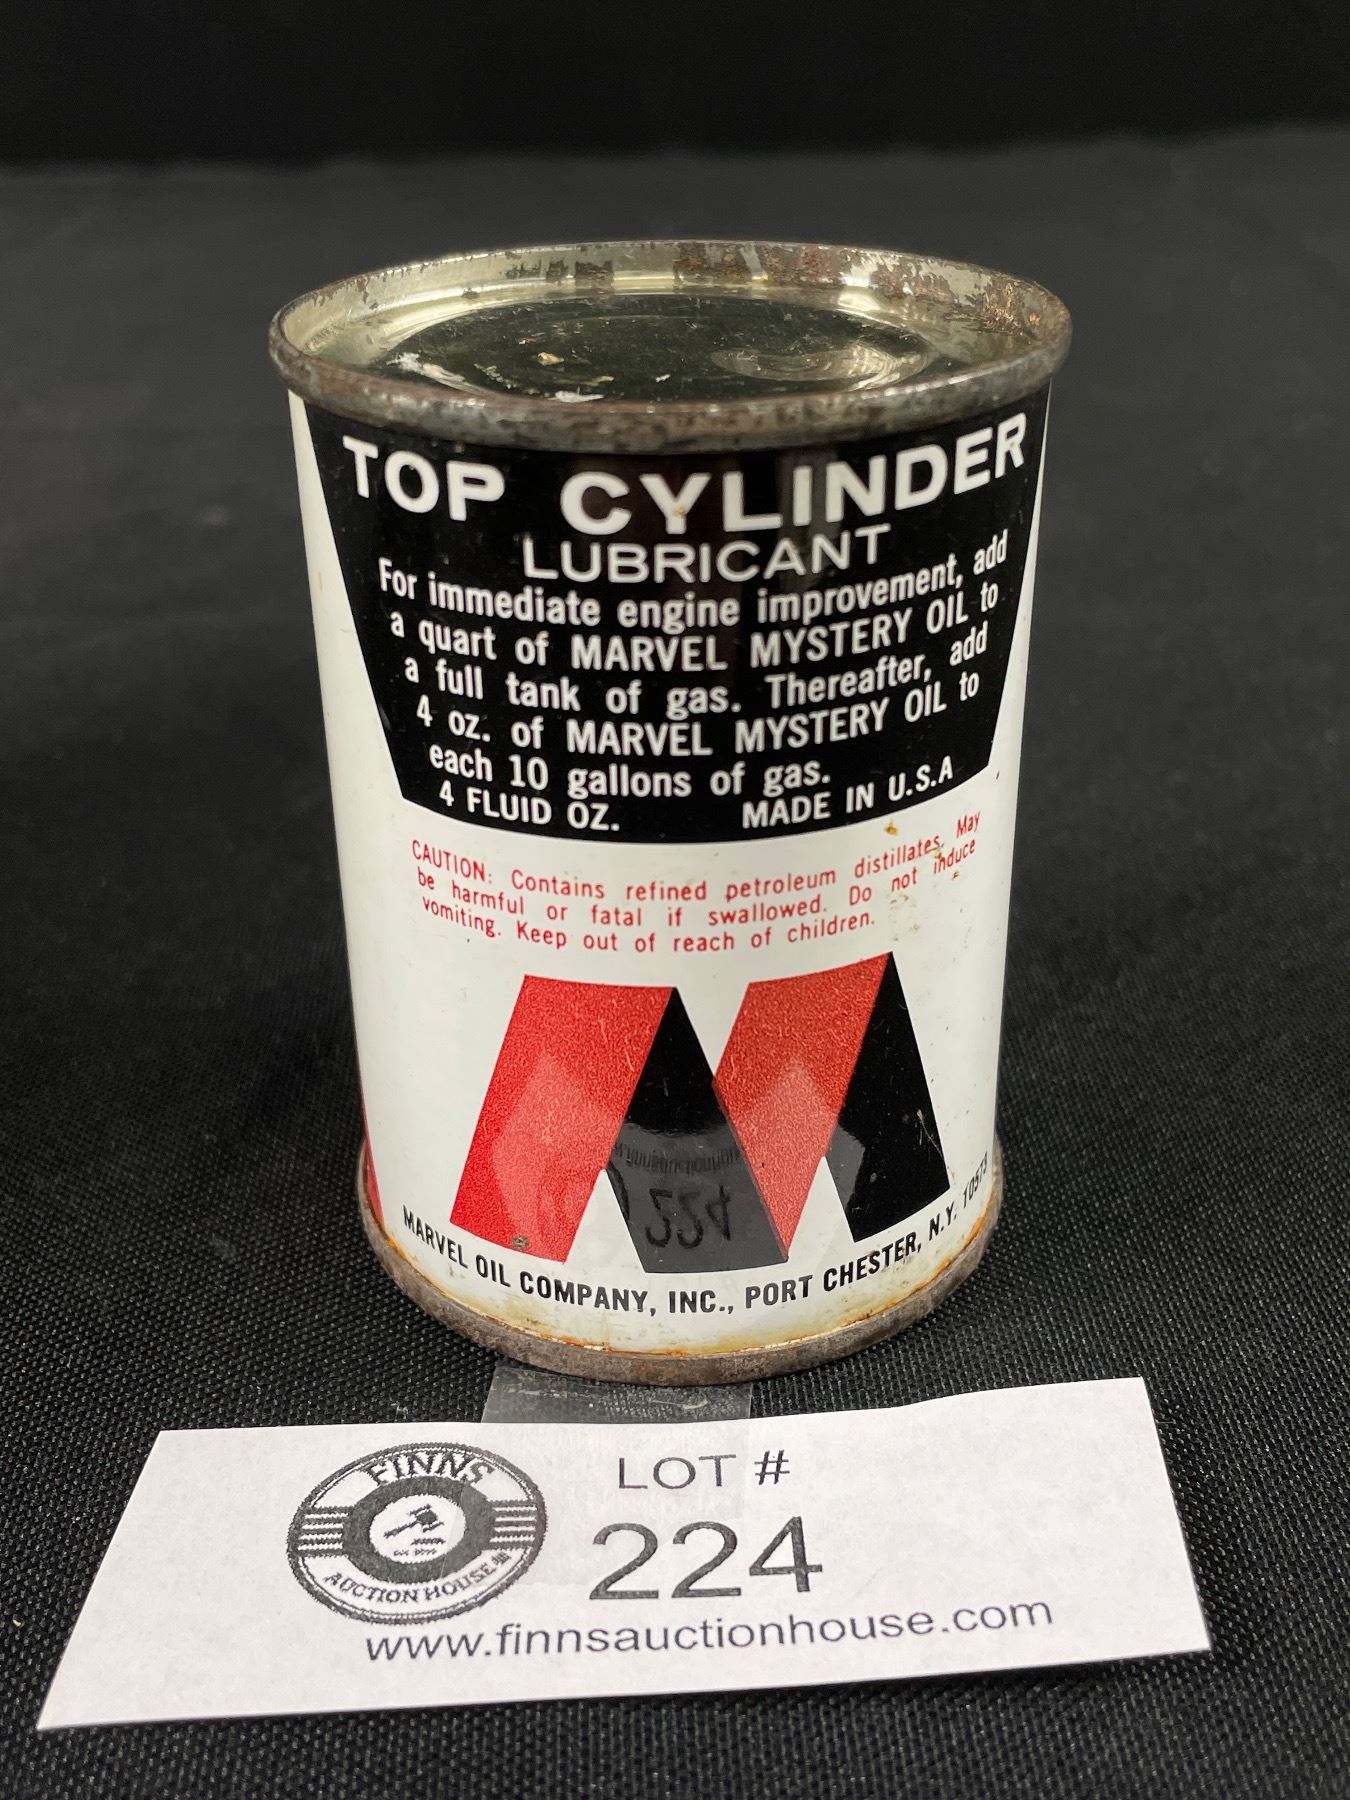 TOP CYLINDER
LUBRICANT
For immediate engine improvement, add
a quart of MARVEL MYSTERY OIL to
a full tank of gas. Thereafter, add
4 oz. of MARVEL MYSTERY OIL to
each 10 gallons of gas.
4 FLUID OZ. MADE IN U.S.A
CAUTION: Contains refined petroleum distillates. May
be harmful or fatal if swallowed. Do not induce
vomiting. Keep out of reach of children.
MARVEL OIL COMPANY, INC., PORT CHESTER, N.Y. 10573
FINNS
AUCTION HOUSE
LOT #
224
www.finnsauctionhouse.com